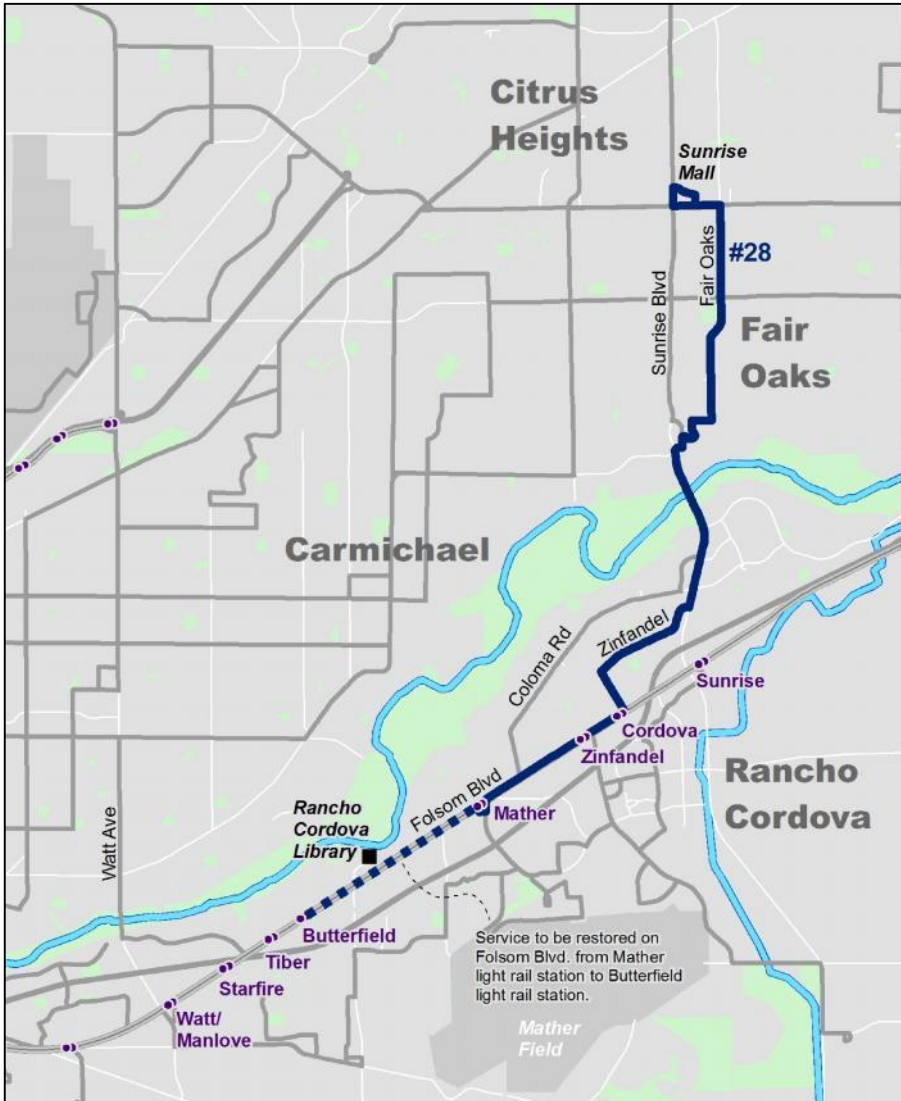 Citrus
Heights
Sunrise
Mall
#28
Fair Oaks
Sunrise Blvd
Fair
Oaks
Carmichael
Zinfandel
Coloma Rd
Sunrise
Cordova
Zinfandel
Rancho
Cordova
Folsom Blvd
Mather
Rancho
Cordova
Library
Watt Ave
Butterfield
Tiber
Starfire
Watt/
Manlove
Service to be restored on
Folsom Blvd. from Mather
light rail station to Butterfield
light rail station.
Mather
Field